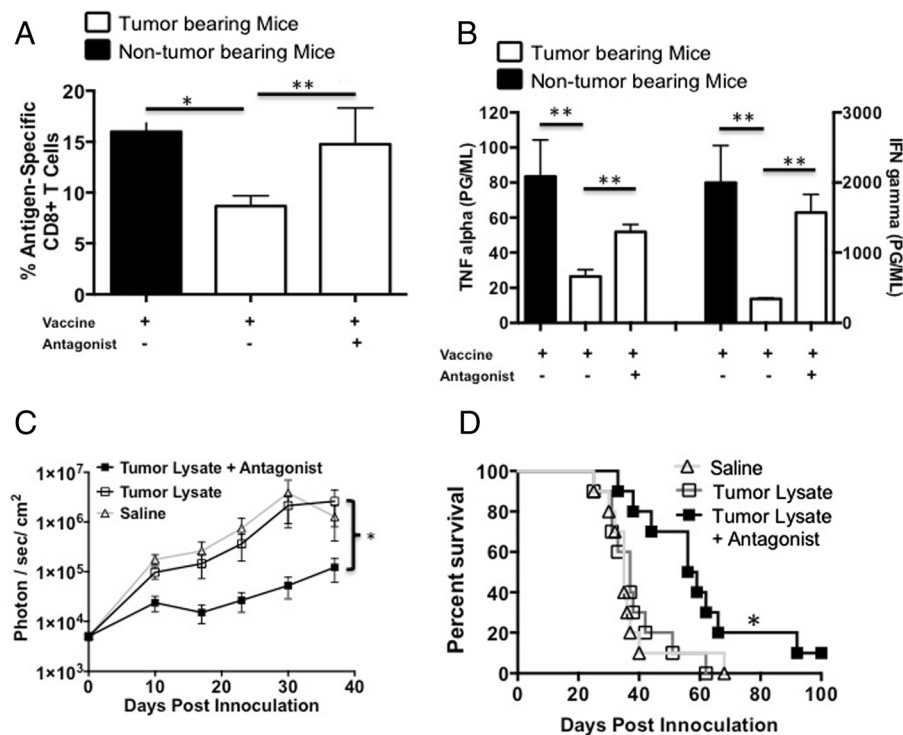 A
Tumor bearing Mice
Non-tumor bearing Mice
% Antigen-Specific
CD8+ T Cells
20
15
10
5
0
*
**
Vaccine + + +
Antagonist - - +
B
Tumor bearing Mice
Non-tumor bearing Mice
TNF alpha (PG/ML)
120
100
80
60
40
20
0
** ** ** **
3000
2000
1000
0
IFN gamma (PG/ML)
Vaccine + + + + + +
Antagonist - - + - - +
C
Tumor Lysate + Antagonist
Tumor Lysate
Saline
Photon / sec/ cm2
1×107
1×106
1×105
1×104
1×103
*
0 10 20 30 40
Days Post Innoculation
D
Saline
Tumor Lysate
Tumor Lysate
+ Antagonist
Percent survival
100
80
60
40
20
0
*
0 20 40 60 80 100
Days Post Innoculation